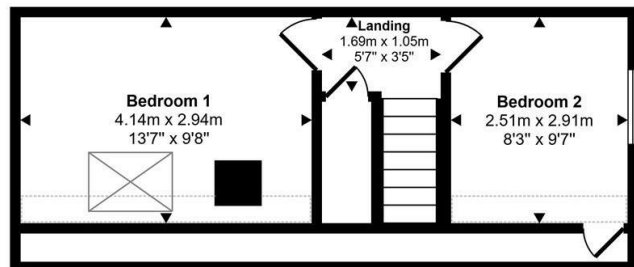 Landing
1.69m x 1.05m
5'7" x 3'5"
Bedroom 1
4.14m x 2.94m
13'7" x 9'8"
Bedroom 2
2.51m x 2.91m
8'3" x 9'7"